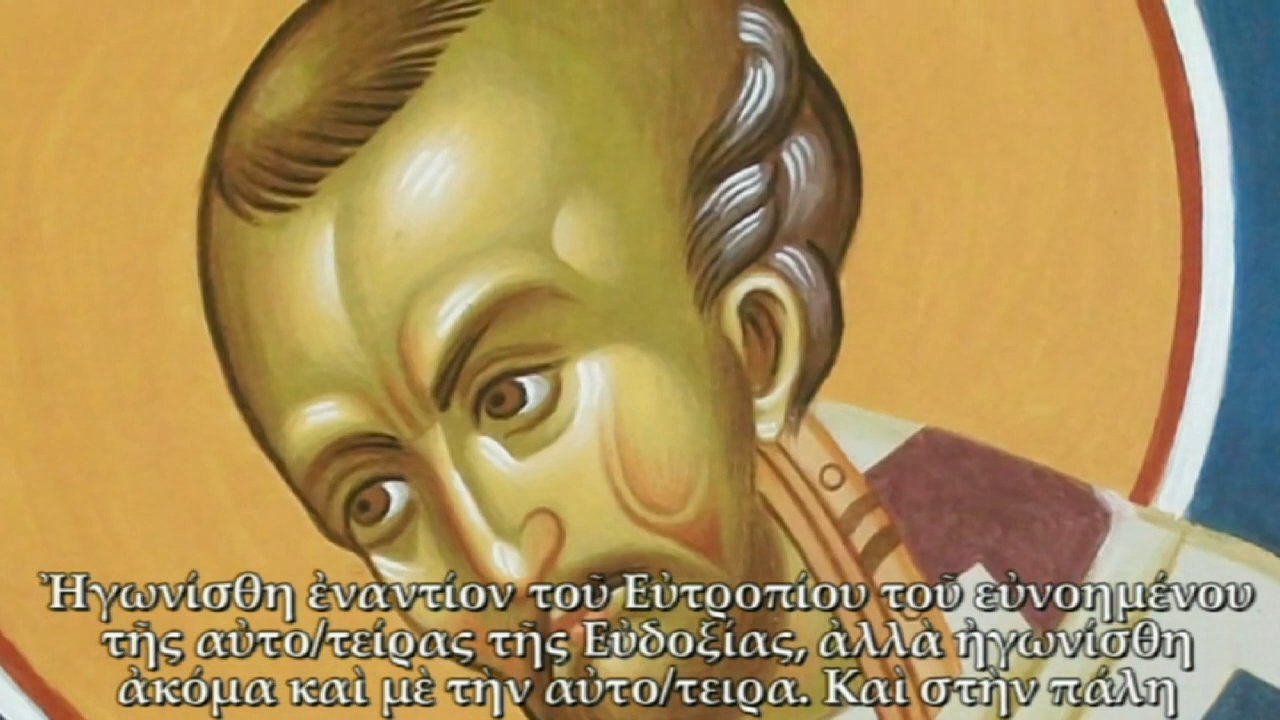 Ἠγωνίσθη ἐναντίον τοῦ Εὐτροπίου τοῦ εὐνοημένου
τῆς αὐτο/τείρας τῆς Εὐδοξίας, ἀλλὰ ἠγωνίσθη
ἀκόμα καὶ μὲ τὴν αὐτο/τειρα. Καὶ στὴν πάλη